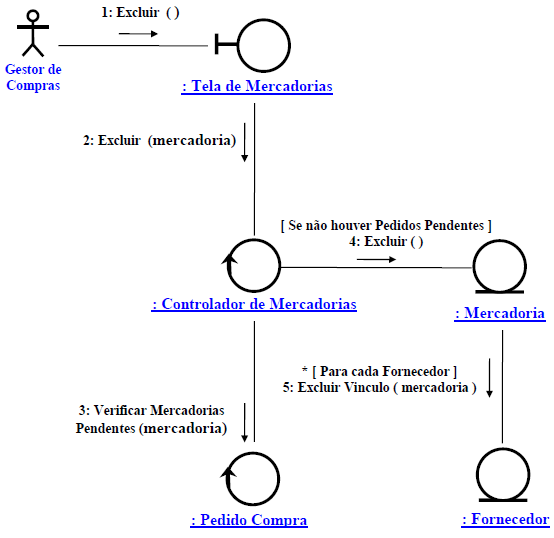 1: Excluir ( )
Gestor de
Compras
: Tela de Mercadorias
2: Excluir (mercadoria)
[ Se não houver Pedidos Pendentes ]
4: Excluir ( )
: Controlador de Mercadorias
: Mercadoria
* [ Para cada Fornecedor ]
5: Excluir Vinculo ( mercadoria )
3: Verificar Mercadorias
Pendentes (mercadoria)
: Pedido Compra
: Fornecedor